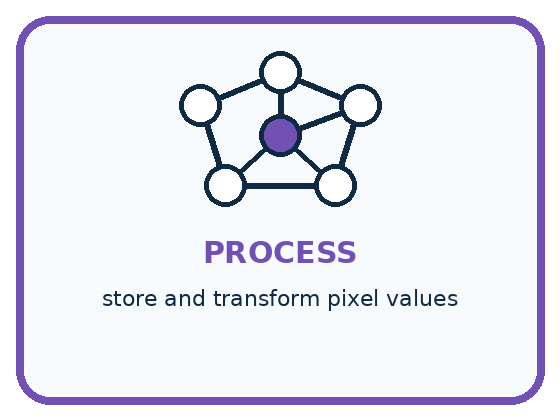 PROCESS
store and transform pixel values